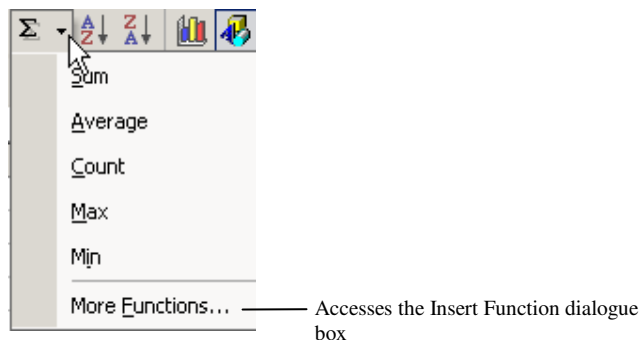 Σ
A
Z
Z
A
Sum
Average
Count
Max
Min
More Functions...
Accesses the Insert Function dialogue
box